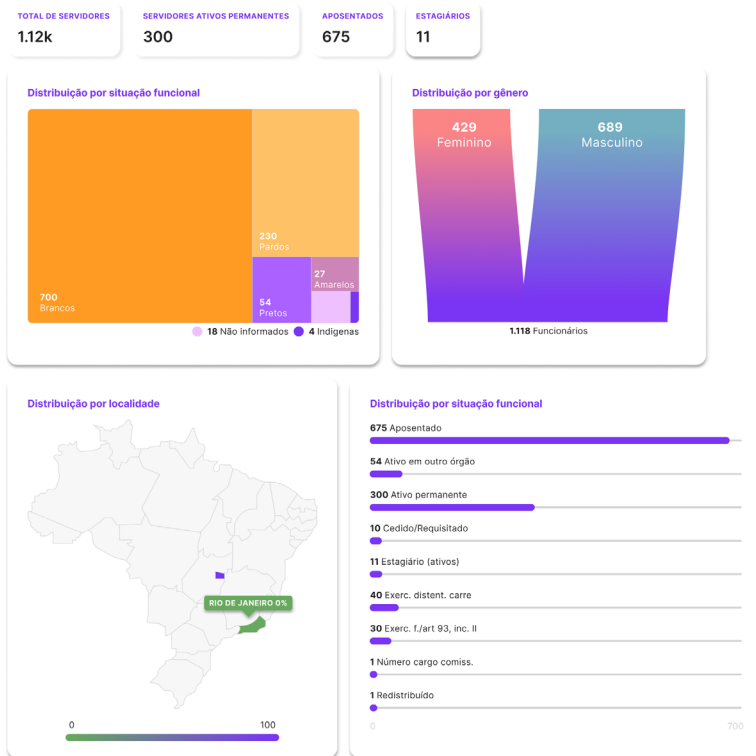 TOTAL DE SERVIDORES
1.12k
SERVIDORES ATIVOS PERMANENTES
300
APOSENTADOS
675
ESTAGIÁRIOS
11
Distribuição por situação funcional
700
Brancos
230
Pardos
54
Pretos
27
Amarelos
18 Não informados
4 Indigenas
Distribuição por gênero
429
Feminino
689
Masculino
1.118 Funcionários
Distribuição por localidade
RIO DE JANEIRO 0%
0
100
Distribuição por situação funcional
675 Aposentado
54 Ativo em outro órgão
300 Ativo permanente
10 Cedido/Requisitado
11 Estagiário (ativos)
40 Exerc. distent. carre
30 Exerc. f./art 93, inc. II
1 Número cargo comiss.
1 Redistribuído
0
700